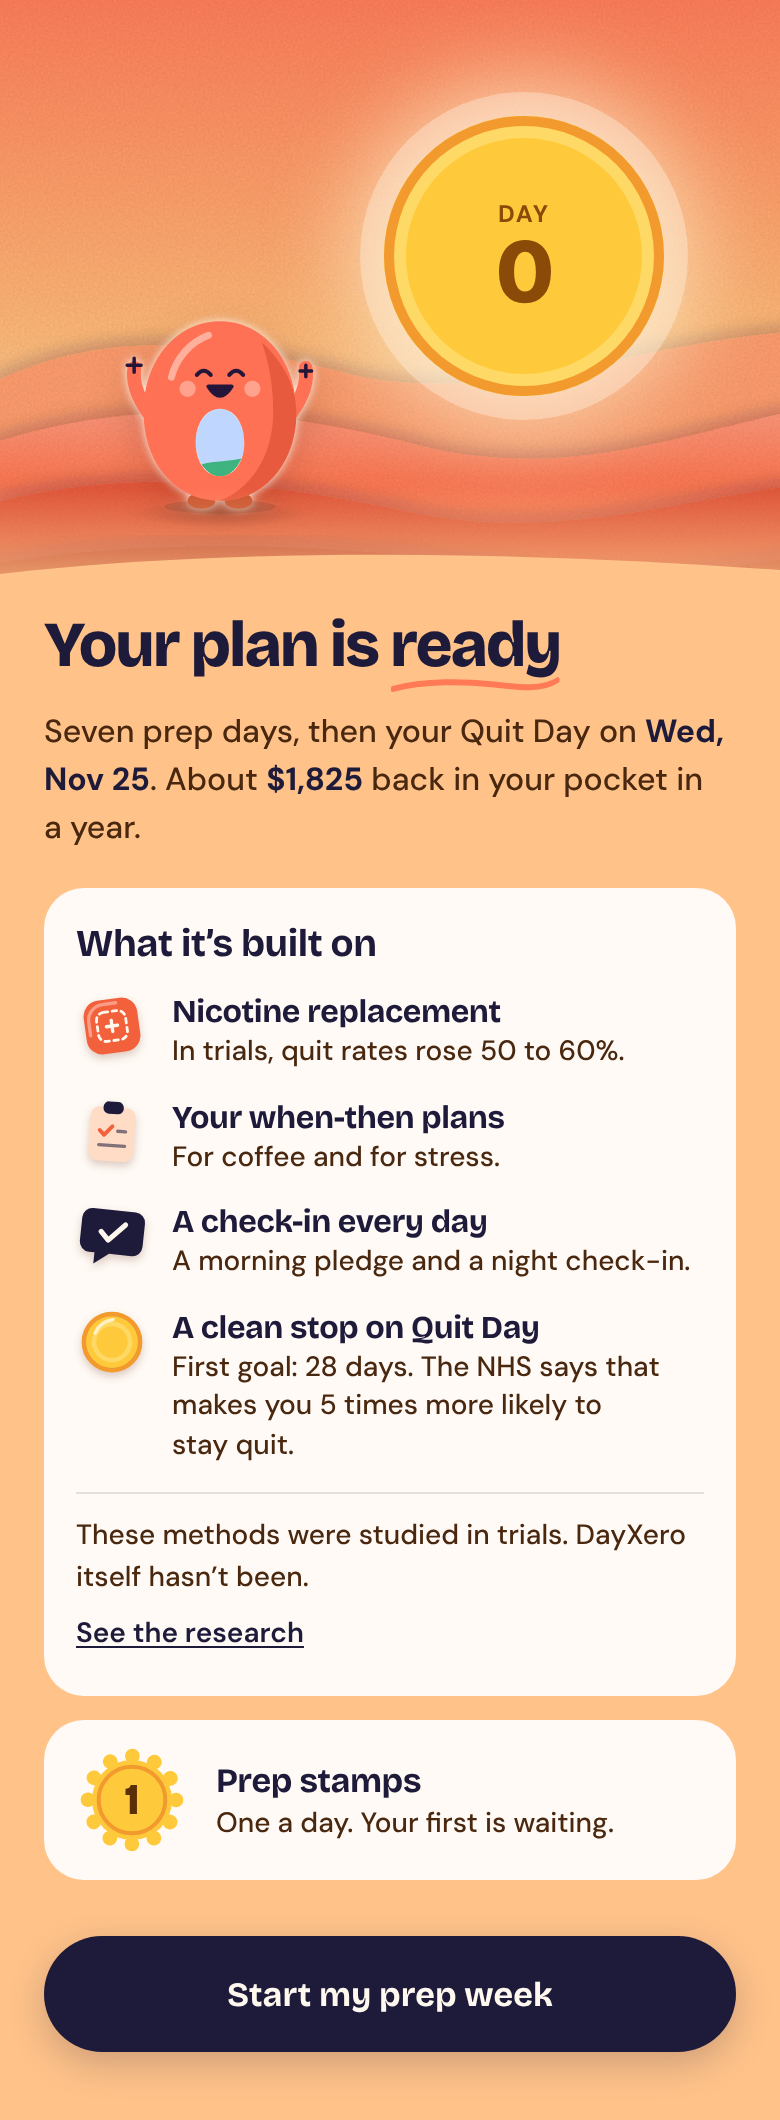 DAY
0
Your plan is ready
Seven prep days, then your Quit Day on Wed,
Nov 25. About $1,825 back in your pocket in
a year.
What it’s built on
Nicotine replacement
In trials, quit rates rose 50 to 60%.
Your when-then plans
For coffee and for stress.
A check-in every day
A morning pledge and a night check-in.
A clean stop on Quit Day
First goal: 28 days. The NHS says that
makes you 5 times more likely to
stay quit.
These methods were studied in trials. DayXero
itself hasn’t been.
See the research
1
Prep stamps
One a day. Your first is waiting.
Start my prep week